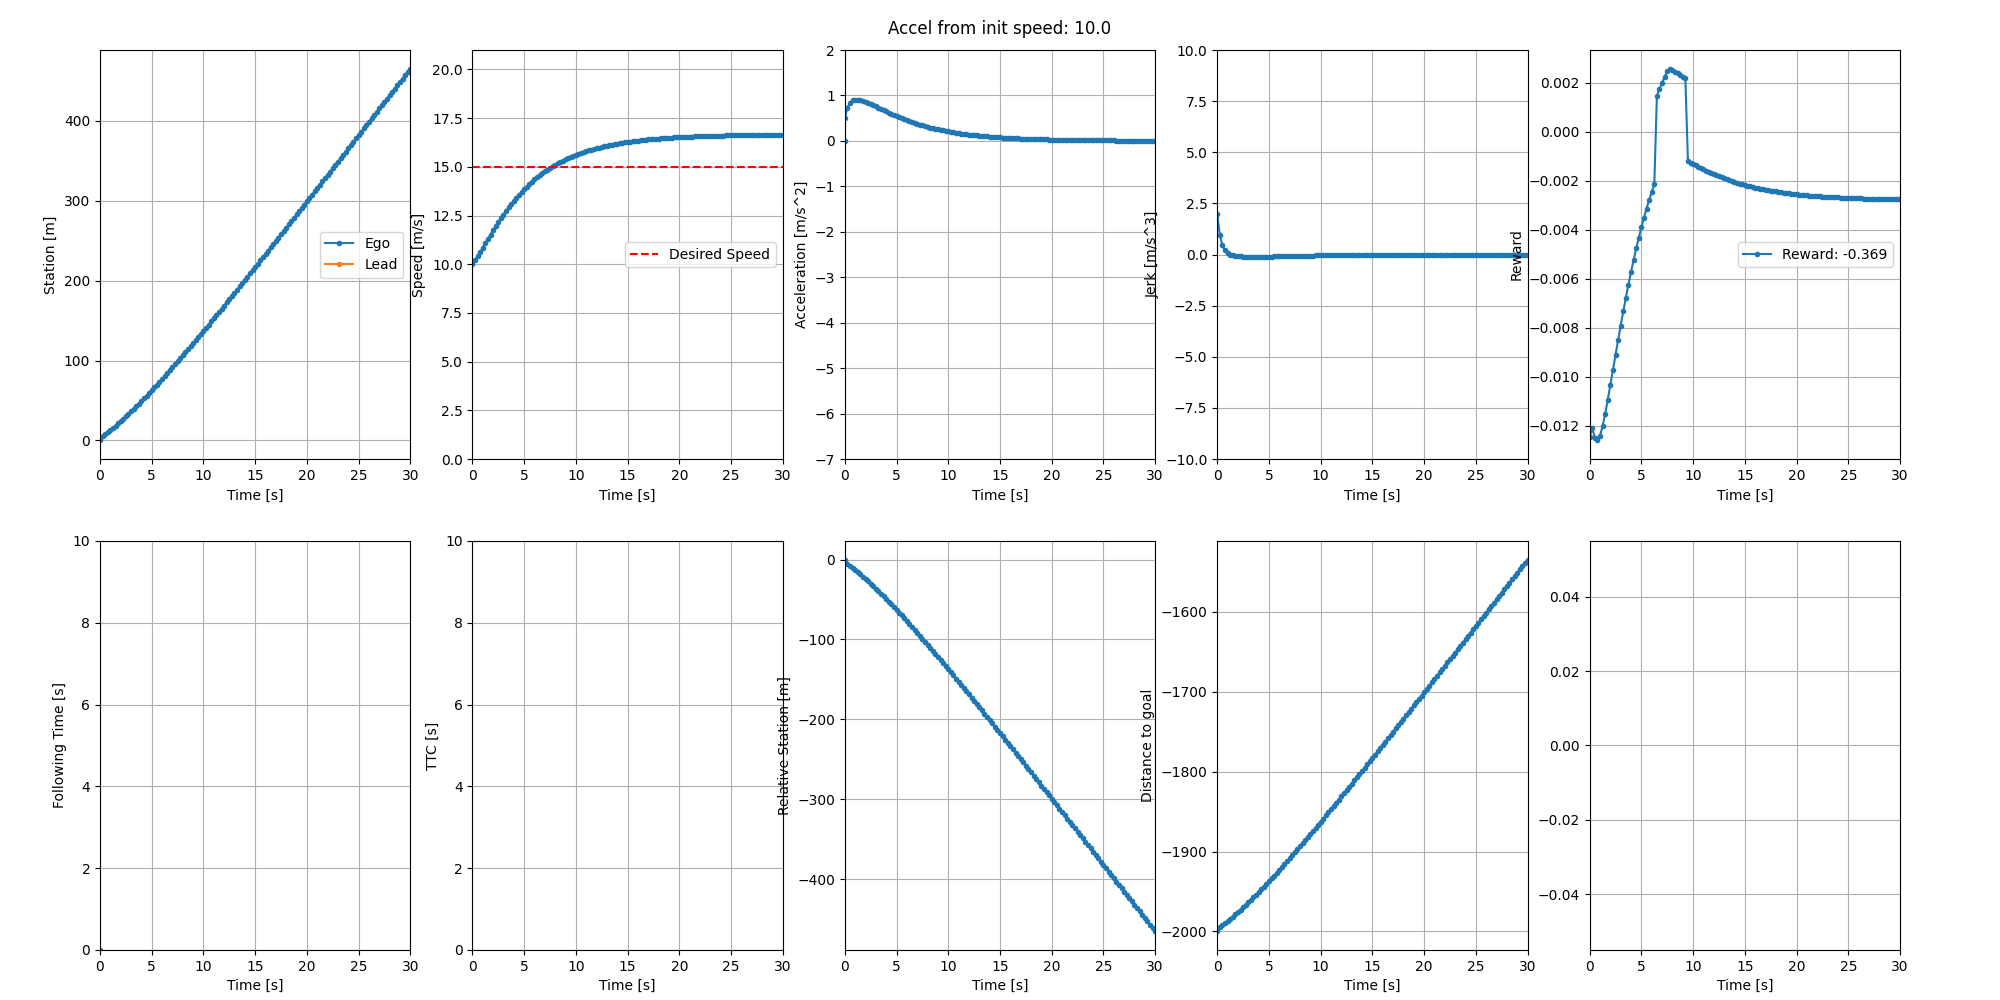 Accel from init speed: 10.0
Station [m]
400
300
200
100
0
Ego
Lead
0 5 10 15 20 25 30
Time [s]
Speed [m/s]
20.0
17.5
15.0
12.5
10.0
7.5
5.0
2.5
0.0
Desired Speed
0 5 10 15 20 25 30
Time [s]
Acceleration [m/s^2]
2
1
0
−1
−2
−3
−4
−5
−6
−7
0 5 10 15 20 25 30
Time [s]
Jerk [m/s^3]
10.0
7.5
5.0
2.5
0.0
−2.5
−5.0
−7.5
−10.0
0 5 10 15 20 25 30
Time [s]
Reward
0.002
0.000
−0.002
−0.004
−0.006
−0.008
−0.010
−0.012
Reward: -0.369
0 5 10 15 20 25 30
Time [s]
Following Time [s]
10
8
6
4
2
0
0 5 10 15 20 25 30
Time [s]
TTC [s]
10
8
6
4
2
0
0 5 10 15 20 25 30
Time [s]
Relative Station [m]
0
−100
−200
−300
−400
0 5 10 15 20 25 30
Time [s]
Distance to goal
−1600
−1700
−1800
−1900
−2000
0 5 10 15 20 25 30
Time [s]
0.04
0.02
0.00
−0.02
−0.04
0 5 10 15 20 25 30
Time [s]